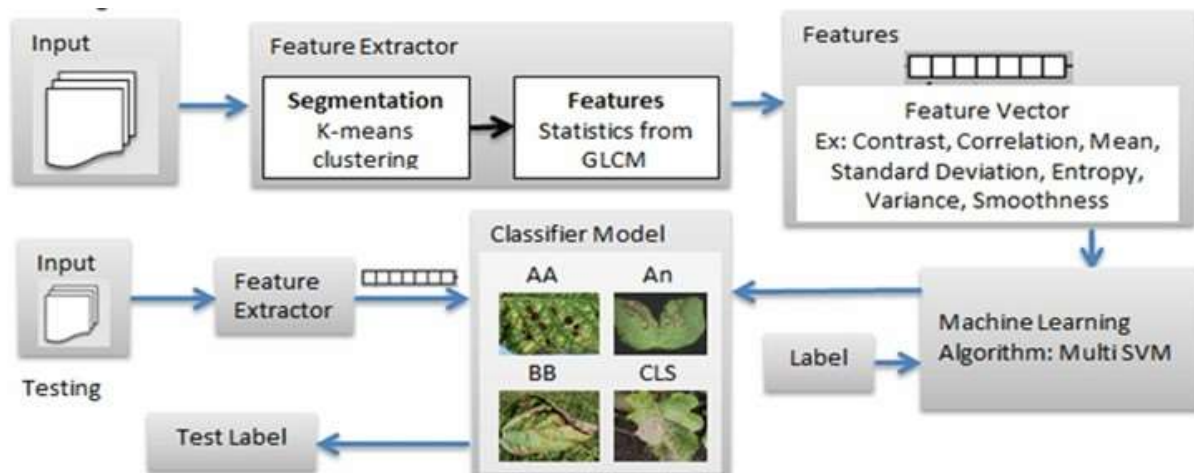 Input
Feature Extractor
Segmentation
K-means
clustering
Features
Statistics from
GLCM
Features
Feature Vector
Ex: Contrast, Correlation, Mean,
Standard Deviation, Entropy,
Variance, Smoothness
Input
Feature
Extractor
Classifier Model
AA An
BB CLS
Label
Machine Learning
Algorithm: Multi SVM
Testing
Test Label